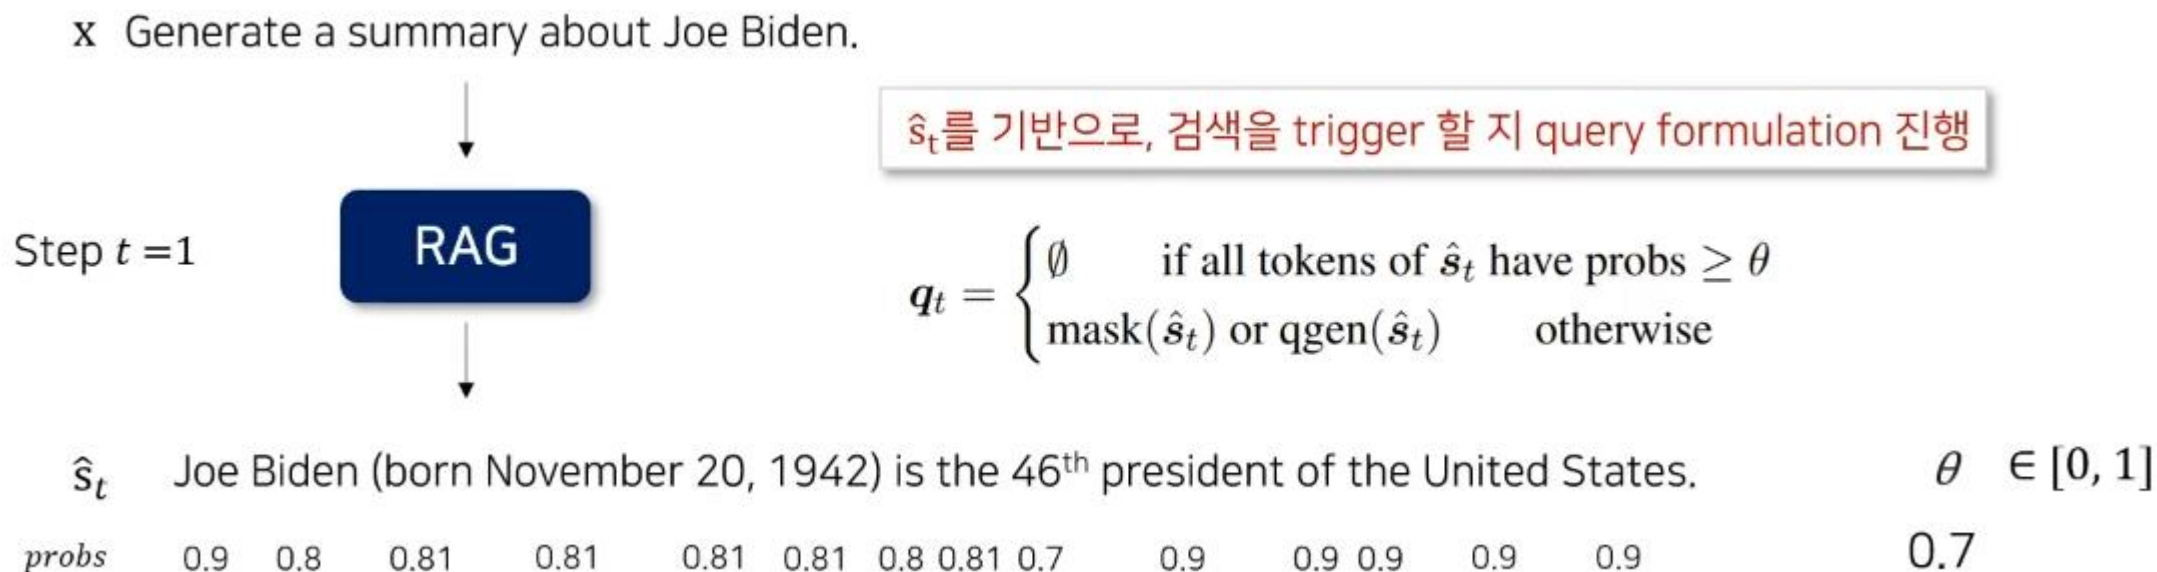 x Generate a summary about Joe Biden.
ŝt를 기반으로, 검색을 trigger 할 지 query formulation 진행
Step t =1
RAG
qt = { ∅ if all tokens of ŝt have probs ≥ θ
mask(ŝt) or qgen(ŝt) otherwise
ŝt Joe Biden (born November 20, 1942) is the 46th president of the United States. θ ∈ [0, 1]
probs 0.9 0.8 0.81 0.81 0.81 0.81 0.8 0.81 0.7 0.9 0.9 0.9 0.9 0.9 0.7